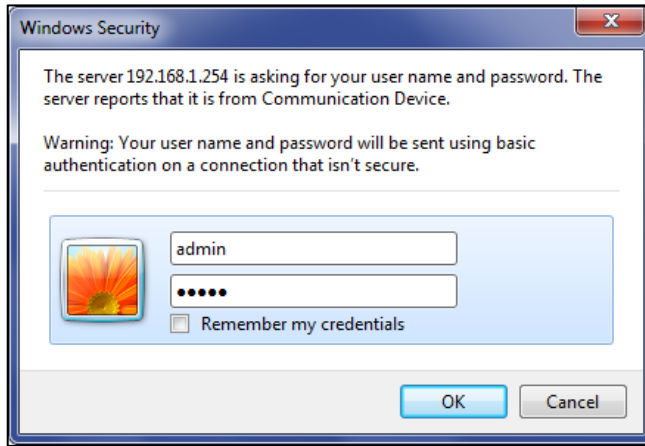 Windows Security
The server 192.168.1.254 is asking for your user name and password. The
server reports that it is from Communication Device.
Warning: Your user name and password will be sent using basic
authentication on a connection that isn't secure.
admin
•••••
Remember my credentials
OK
Cancel